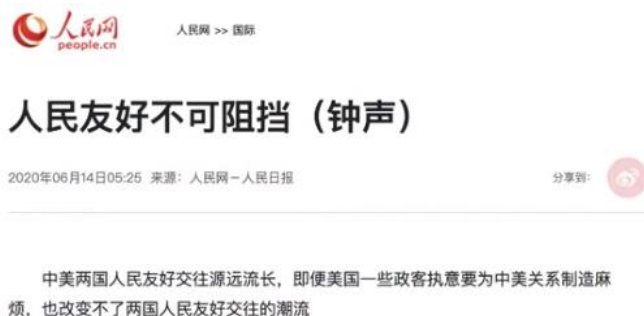 人民网
people.cn
人民网 >> 国际
人民友好不可阻挡（钟声）
2020年06月14日05:25 来源：人民网－人民日报
分享到：
中美两国人民友好交往源远流长，即便美国一些政客执意要为中美关系制造麻
烦，也改变不了两国人民友好交往的潮流